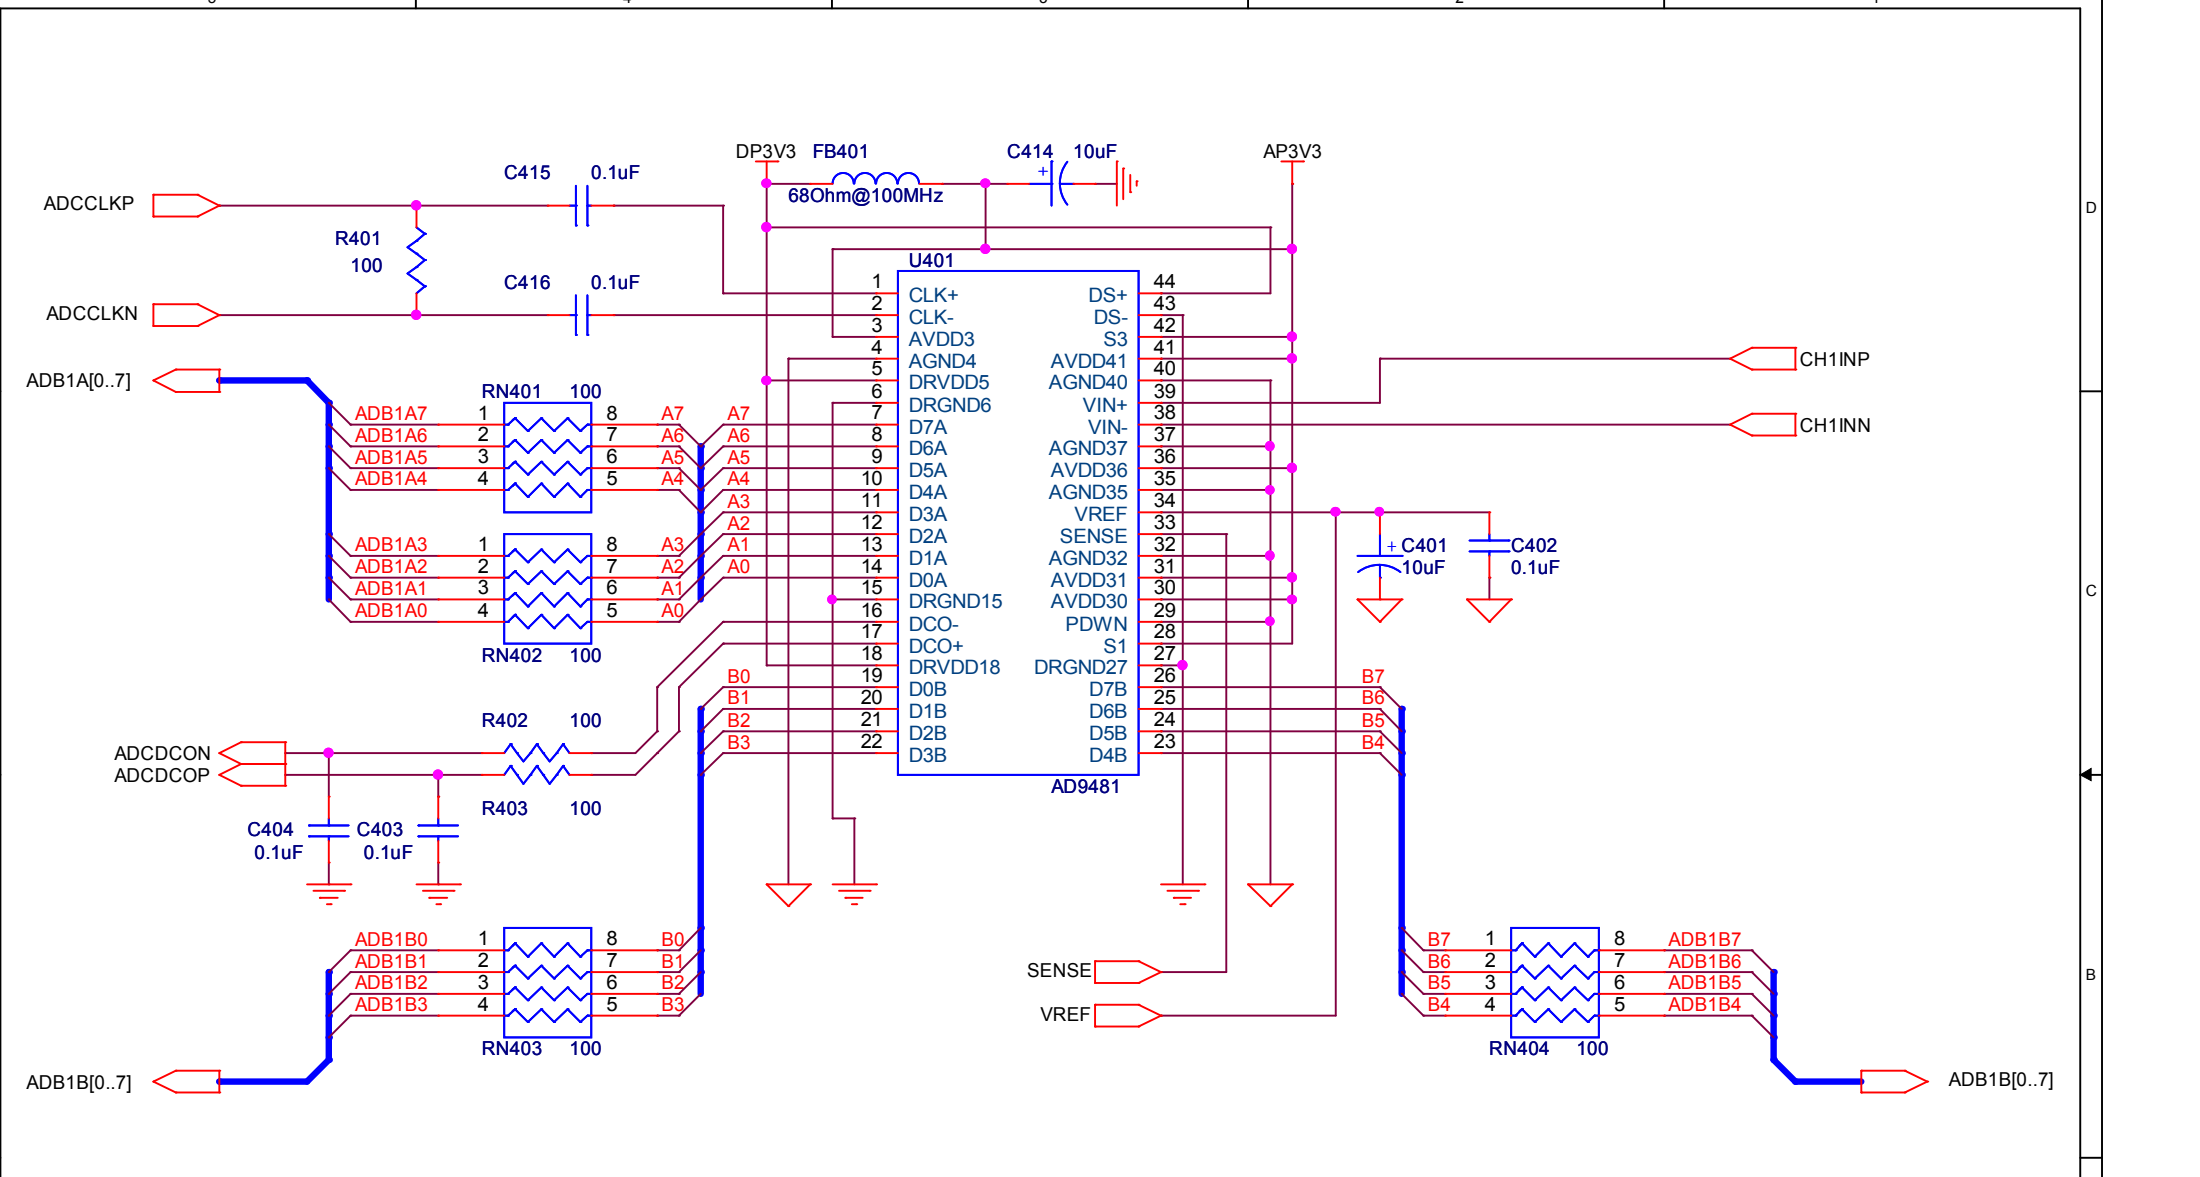 DP3V3 FB401 C414 10uF AP3V3
68Ohm@100MHz
C415 0.1uF
ADCCLKP
R401
100
C416 0.1uF
ADCCLKN
ADB1A[0..7]
RN401 100
ADB1A7 1 8 A7 A7
ADB1A6 2 7 A6 A6
ADB1A5 3 6 A5 A5
ADB1A4 4 5 A4 A4
A3
A2
ADB1A3 1 8 A3 A1
ADB1A2 2 7 A2 A0
ADB1A1 3 6 A1
ADB1A0 4 5 A0
RN402 100
U401
1 CLK+ DS+ 44
2 CLK- DS- 43
3 AVDD3 S3 42
4 AGND4 AVDD41 41
5 DRVDD5 AGND40 40
6 DRGND6 VIN+ 39
7 D7A VIN- 38
8 D6A AGND37 37
9 D5A AVDD36 36
10 D4A AGND35 35
11 D3A VREF 34
12 D2A SENSE 33
13 D1A AGND32 32
14 D0A AVDD31 31
15 DRGND15 AVDD30 30
16 DCO- PDWN 29
17 DCO+ S1 28
18 DRVDD18 DRGND27 27
B0 19 D0B D7B 26 B7
B1 20 D1B D6B 25 B6
B2 21 D2B D5B 24 B5
B3 22 D3B D4B 23 B4
AD9481
CH1INP
CH1INN
+ C401
10uF
C402
0.1uF
R402 100
ADCDCON
ADCDCOP
R403 100
C404
0.1uF
C403
0.1uF
ADB1B0 1 8 B0
ADB1B1 2 7 B1
ADB1B2 3 6 B2
ADB1B3 4 5 B3
RN403 100
ADB1B[0..7]
SENSE
VREF
B7 1 8 ADB1B7
B6 2 7 ADB1B6
B5 3 6 ADB1B5
B4 4 5 ADB1B4
RN404 100
ADB1B[0..7]
D
C
B